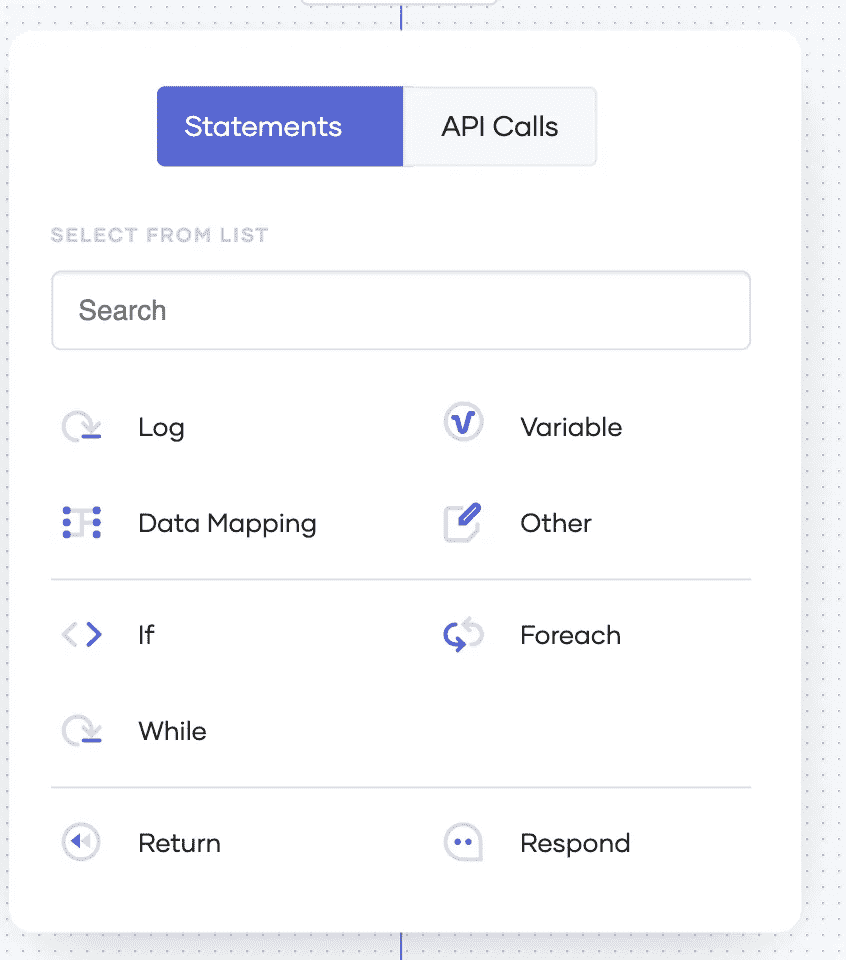 Statements API Calls
SELECT FROM LIST
Search
Log Variable
Data Mapping Other
If Foreach
While
Return Respond